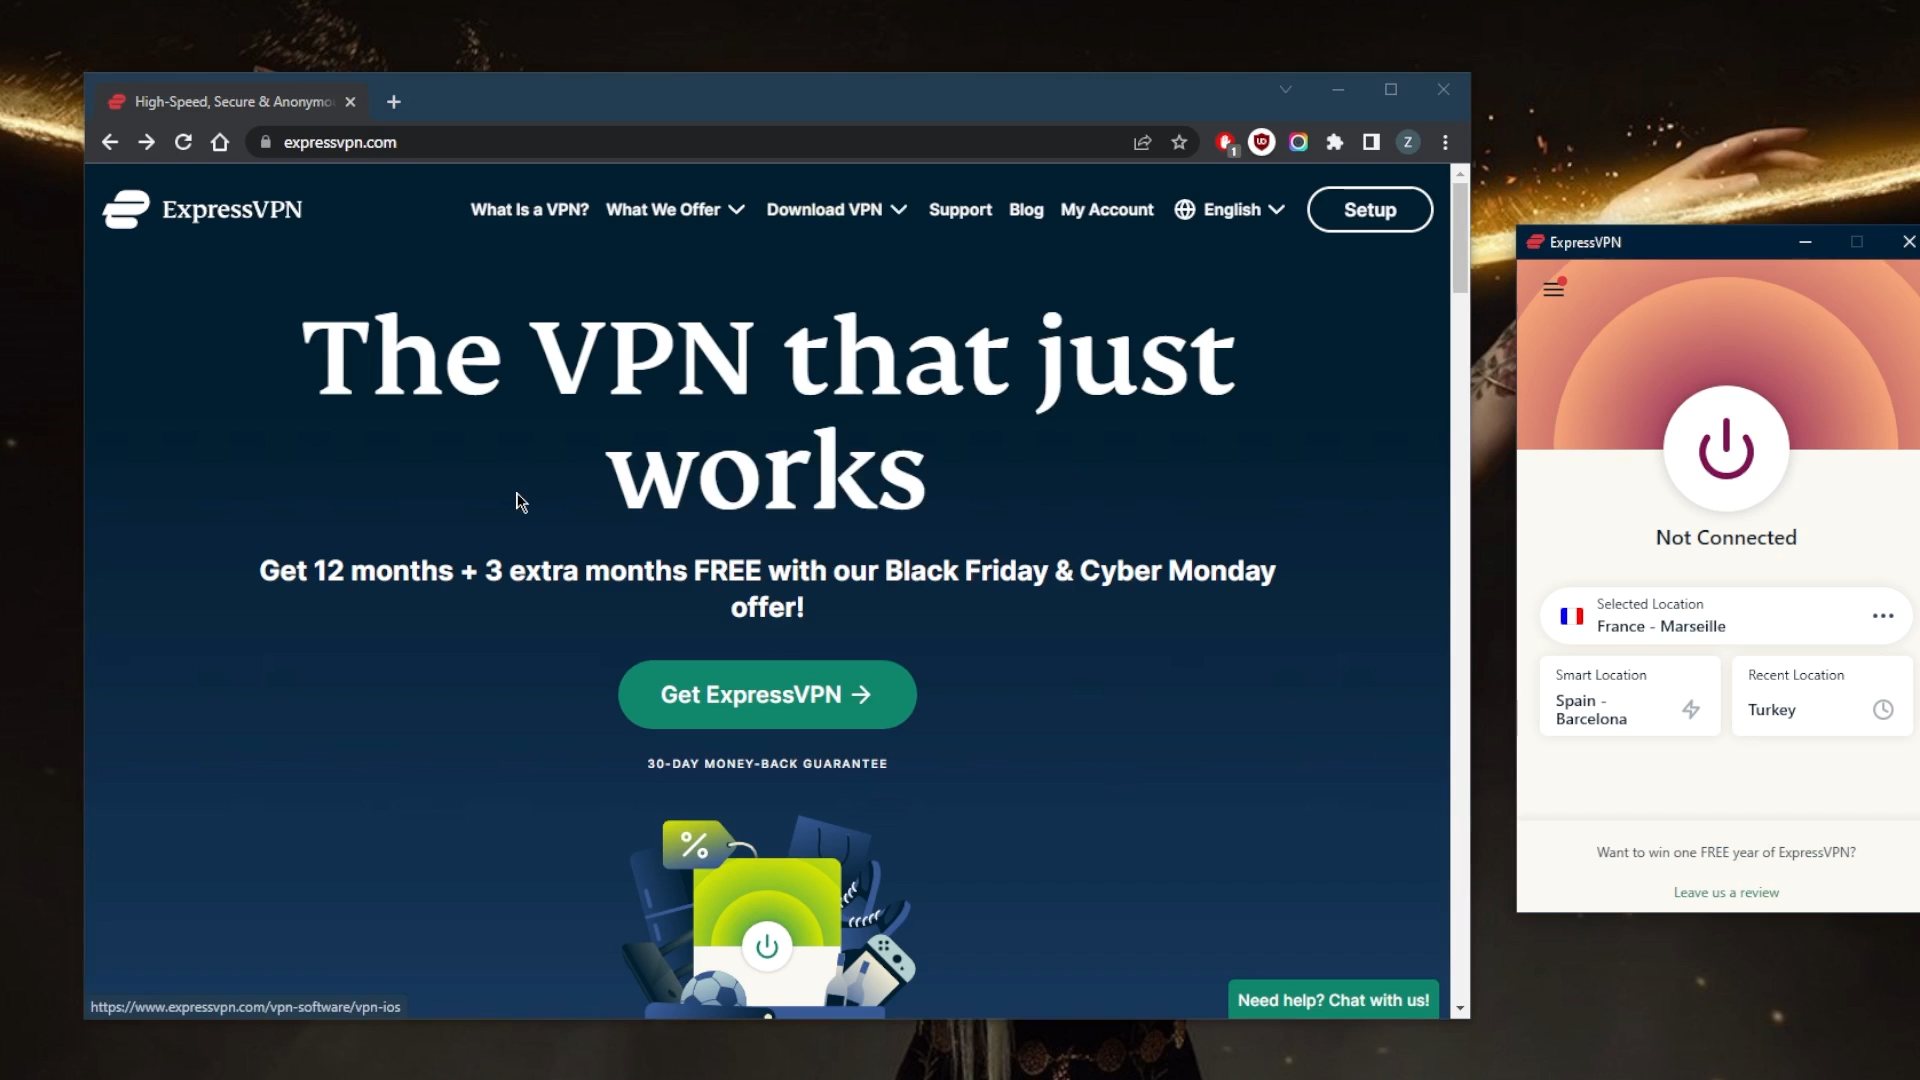 High-Speed, Secure & Anonymo
expressvpn.com
1
Z
ExpressVPN
What Is a VPN?
What We Offer
Download VPN
Support
Blog
My Account
English
Setup
The VPN that just
works
Get 12 months + 3 extra months FREE with our Black Friday & Cyber Monday
offer!
Get ExpressVPN →
30-DAY MONEY-BACK GUARANTEE
%
Need help? Chat with us!
https://www.expressvpn.com/vpn-software/vpn-ios
ExpressVPN
Not Connected
Selected Location
France - Marseille
Smart Location
Spain -
Barcelona
Recent Location
Turkey
Want to win one FREE year of ExpressVPN?
Leave us a review